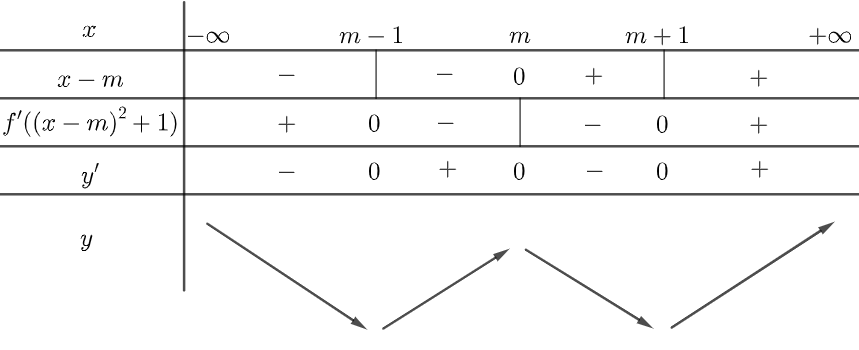 x −∞ m − 1 m m + 1 +∞
x − m − − 0 + +
f′((x − m)² + 1) + 0 − − 0 +
y′ − 0 + 0 − 0 +
y